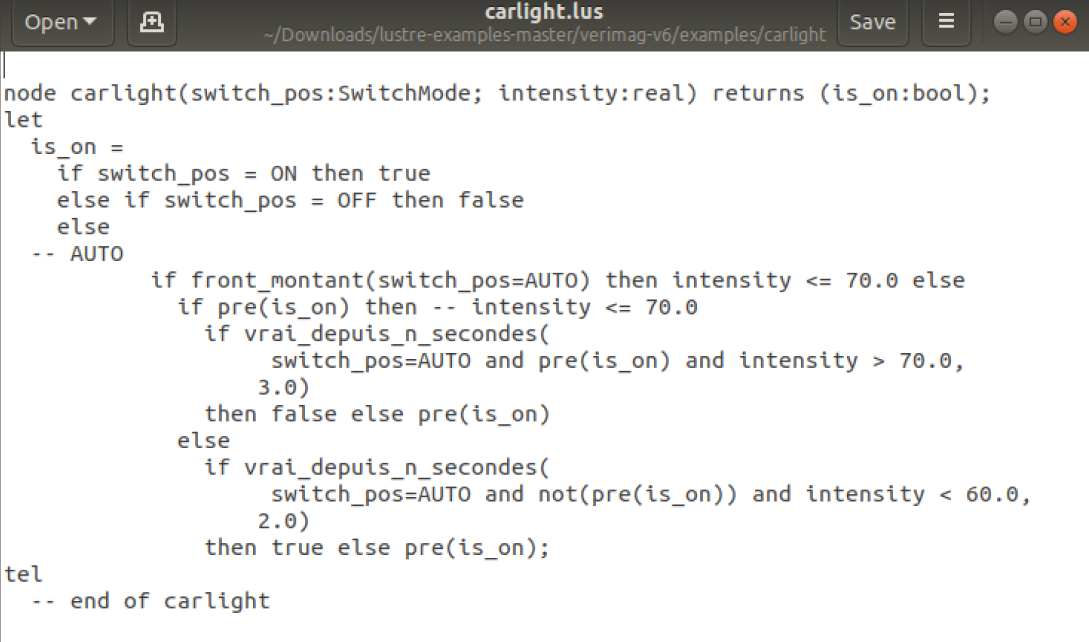 Open
carlight.lus
~/Downloads/lustre-examples-master/verimag-v6/examples/carlight
Save
node carlight(switch_pos:SwitchMode; intensity:real) returns (is_on:bool);
let
  is_on =
    if switch_pos = ON then true
    else if switch_pos = OFF then false
    else
  -- AUTO
           if front_montant(switch_pos=AUTO) then intensity <= 70.0 else
             if pre(is_on) then -- intensity <= 70.0
               if vrai_depuis_n_secondes(
                    switch_pos=AUTO and pre(is_on) and intensity > 70.0,
                   3.0)
               then false else pre(is_on)
             else
               if vrai_depuis_n_secondes(
                    switch_pos=AUTO and not(pre(is_on)) and intensity < 60.0,
                   2.0)
               then true else pre(is_on);
tel
  -- end of carlight